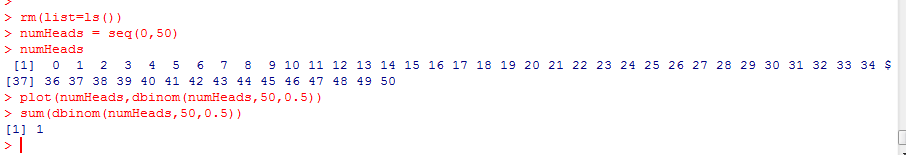 >
> rm(list=ls())
> numHeads = seq(0,50)
> numHeads
[1] 0 1 2 3 4 5 6 7 8 9 10 11 12 13 14 15 16 17 18 19 20 21 22 23 24 25 26 27 28 29 30 31 32 33 34 $
[37] 36 37 38 39 40 41 42 43 44 45 46 47 48 49 50
> plot(numHeads,dbinom(numHeads,50,0.5))
> sum(dbinom(numHeads,50,0.5))
[1] 1
>